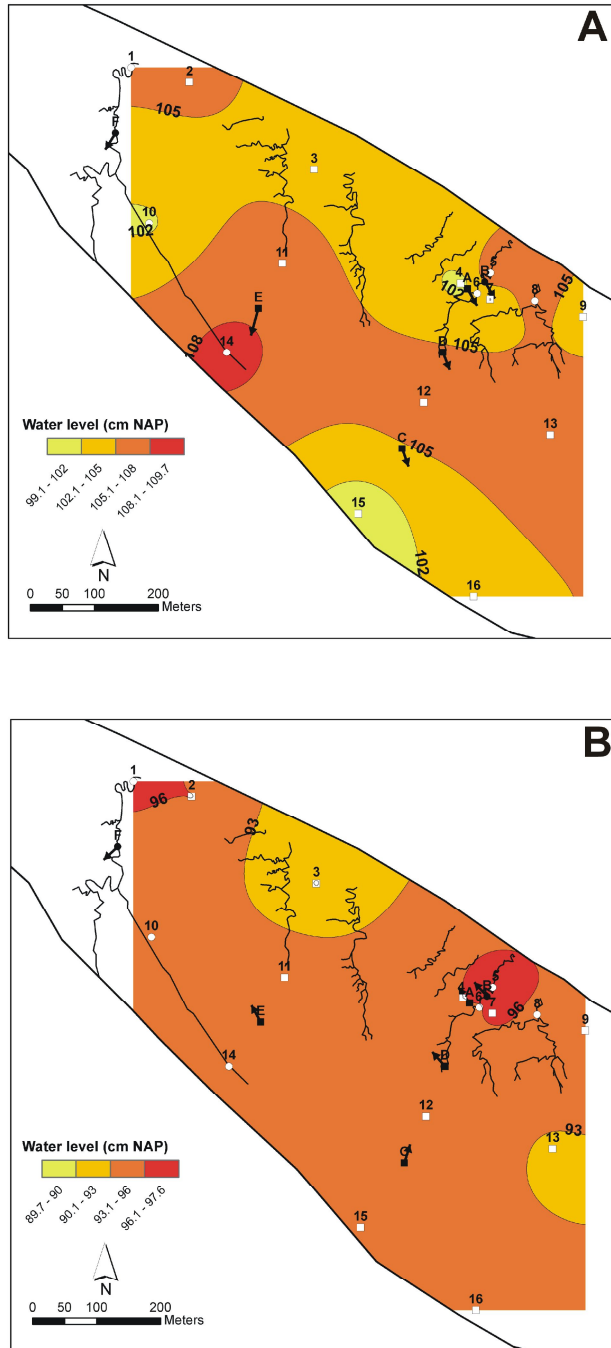 A
1
2
105
F
3
10
102
11
4
A
6
B
5
7
102
8
105
9
E
108
14
D
105
12
13
C
105
15
102
16
Water level (cm NAP)
99.1 - 102
102.1 - 105
105.1 - 108
108.1 - 109.7
N
0 50 100 200
Meters
B
1
2
96
93
F
3
10
11
4
A
6
B
5
7
96
8
9
E
14
D
12
93
13
C
15
16
Water level (cm NAP)
89.7 - 90
90.1 - 93
93.1 - 96
96.1 - 97.6
N
0 50 100 200
Meters